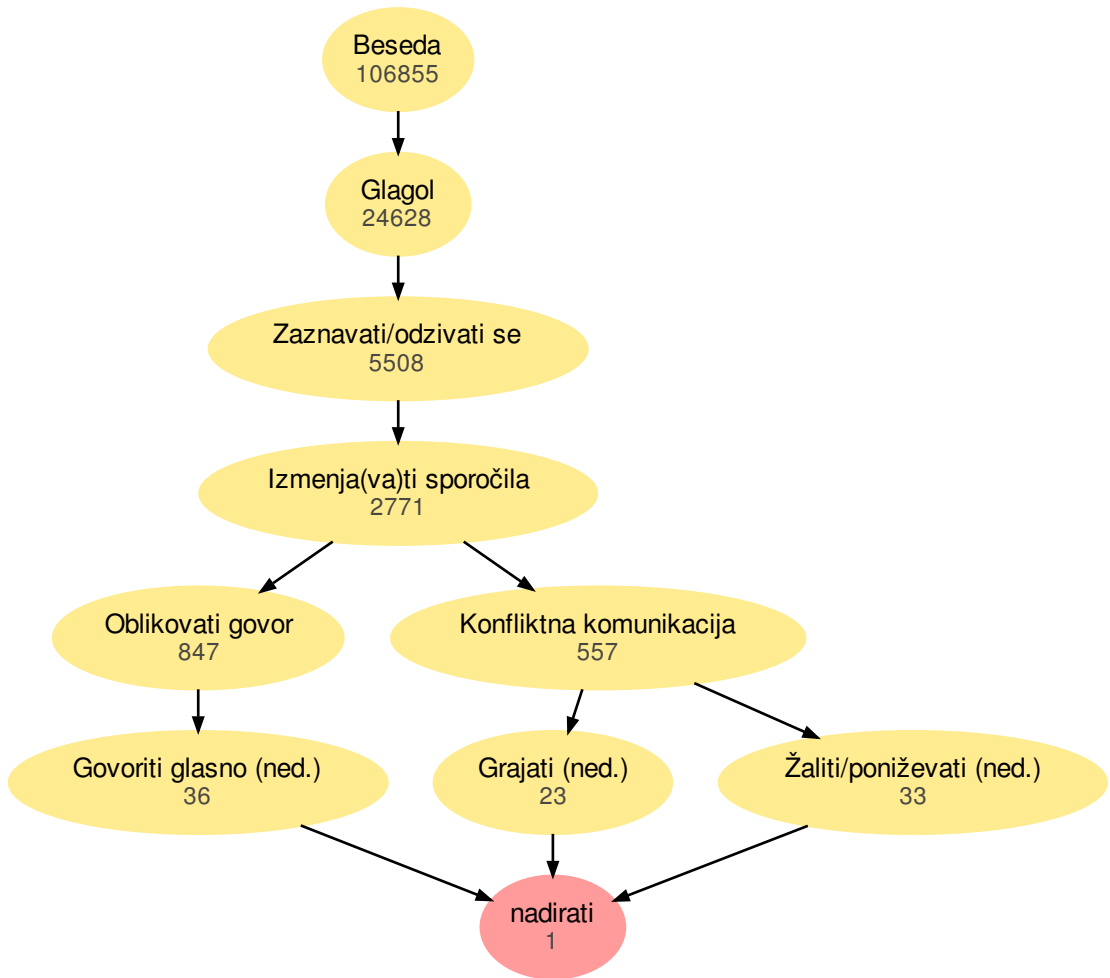 Beseda
106855
Glagol
24628
Zaznavati/odzivati se
5508
Izmenja(va)ti sporočila
2771
Oblikovati govor
847
Konfliktna komunikacija
557
Govoriti glasno (ned.)
36
Grajati (ned.)
23
Žaliti/poniževati (ned.)
33
nadirati
1